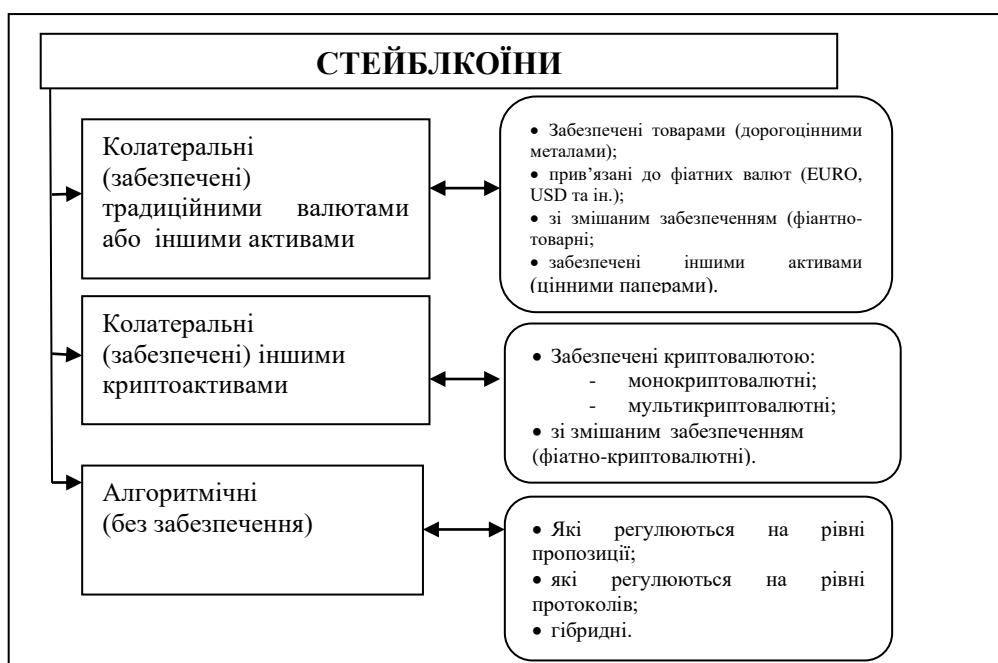 СТЕЙБЛКОЇНИ
Колатеральні
(забезпечені)
традиційними валютами
або іншими активами
• Забезпечені товарами (дорогоцінними
металами);
• прив’язані до фіатних валют (EURO,
USD та ін.);
• зі змішаним забезпеченням (фіантно-
товарні;
• забезпечені іншими активами
(цінними паперами).
Колатеральні
(забезпечені) іншими
криптоактивами
• Забезпечені криптовалютою:
- монокриптовалютні;
- мультикриптовалютні;
• зі змішаним забезпеченням
(фіатно-криптовалютні).
Алгоритмічні
(без забезпечення)
• Які регулюються на рівні
пропозиції;
• які регулюються на рівні
протоколів;
• гібридні.